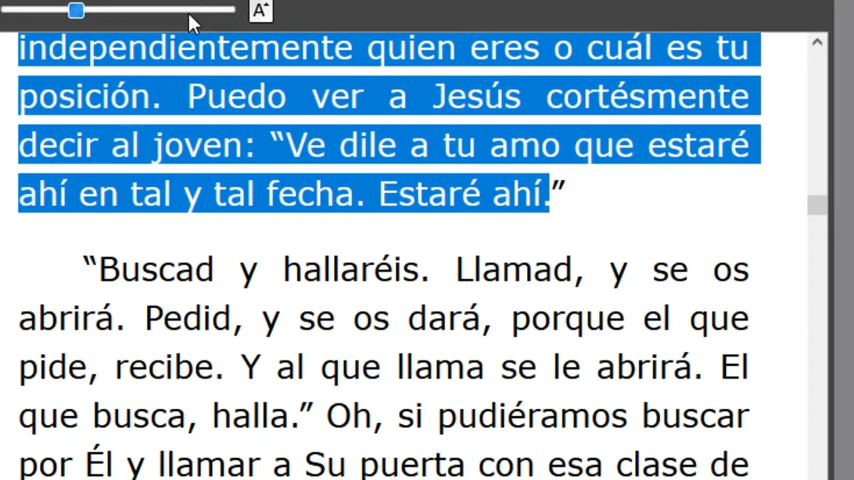 A
independientemente quien eres o cuál es tu
posición. Puedo ver a Jesús cortésmente
decir al joven: “Ve dile a tu amo que estaré
ahí en tal y tal fecha. Estaré ahí.”
“Buscad y hallaréis. Llamad, y se os
abrirá. Pedid, y se os dará, porque el que
pide, recibe. Y al que llama se le abrirá. El
que busca, halla.” Oh, si pudiéramos buscar
por Él y llamar a Su puerta con esa clase de